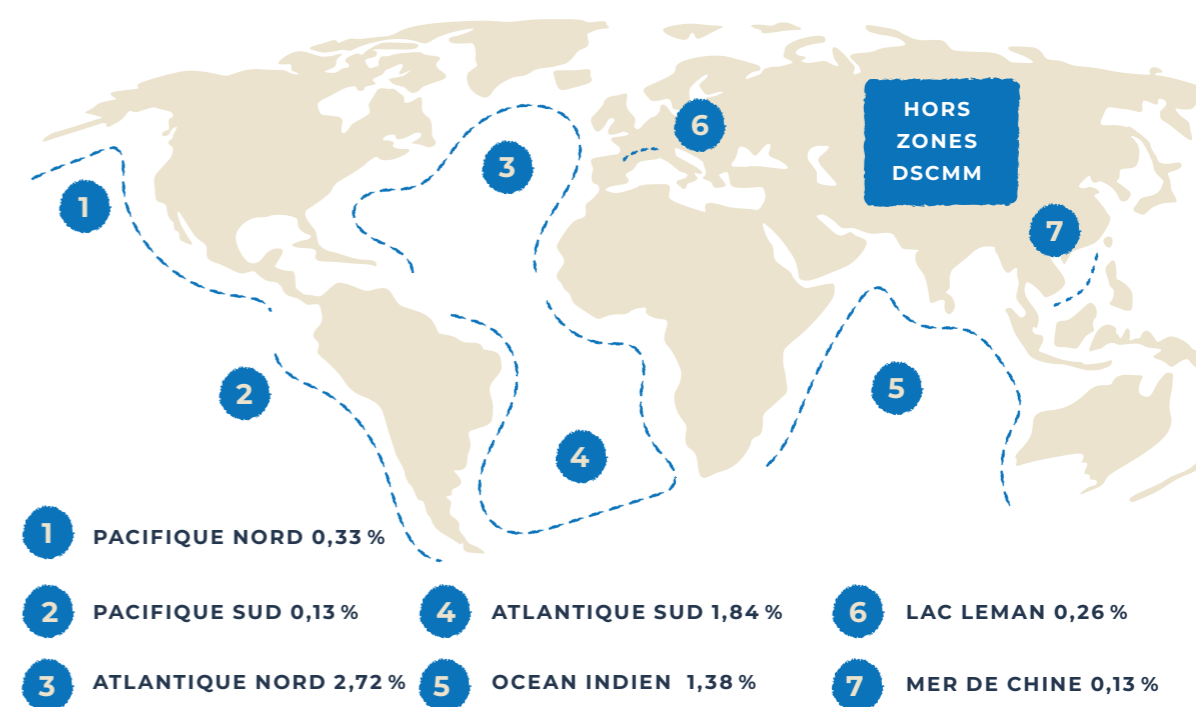 HORS
ZONES
DSCMM
1
2
3
4
5
6
7
1 PACIFIQUE NORD 0,33 %
2 PACIFIQUE SUD 0,13 %
3 ATLANTIQUE NORD 2,72 %
4 ATLANTIQUE SUD 1,84 %
5 OCEAN INDIEN 1,38 %
6 LAC LEMAN 0,26 %
7 MER DE CHINE 0,13 %